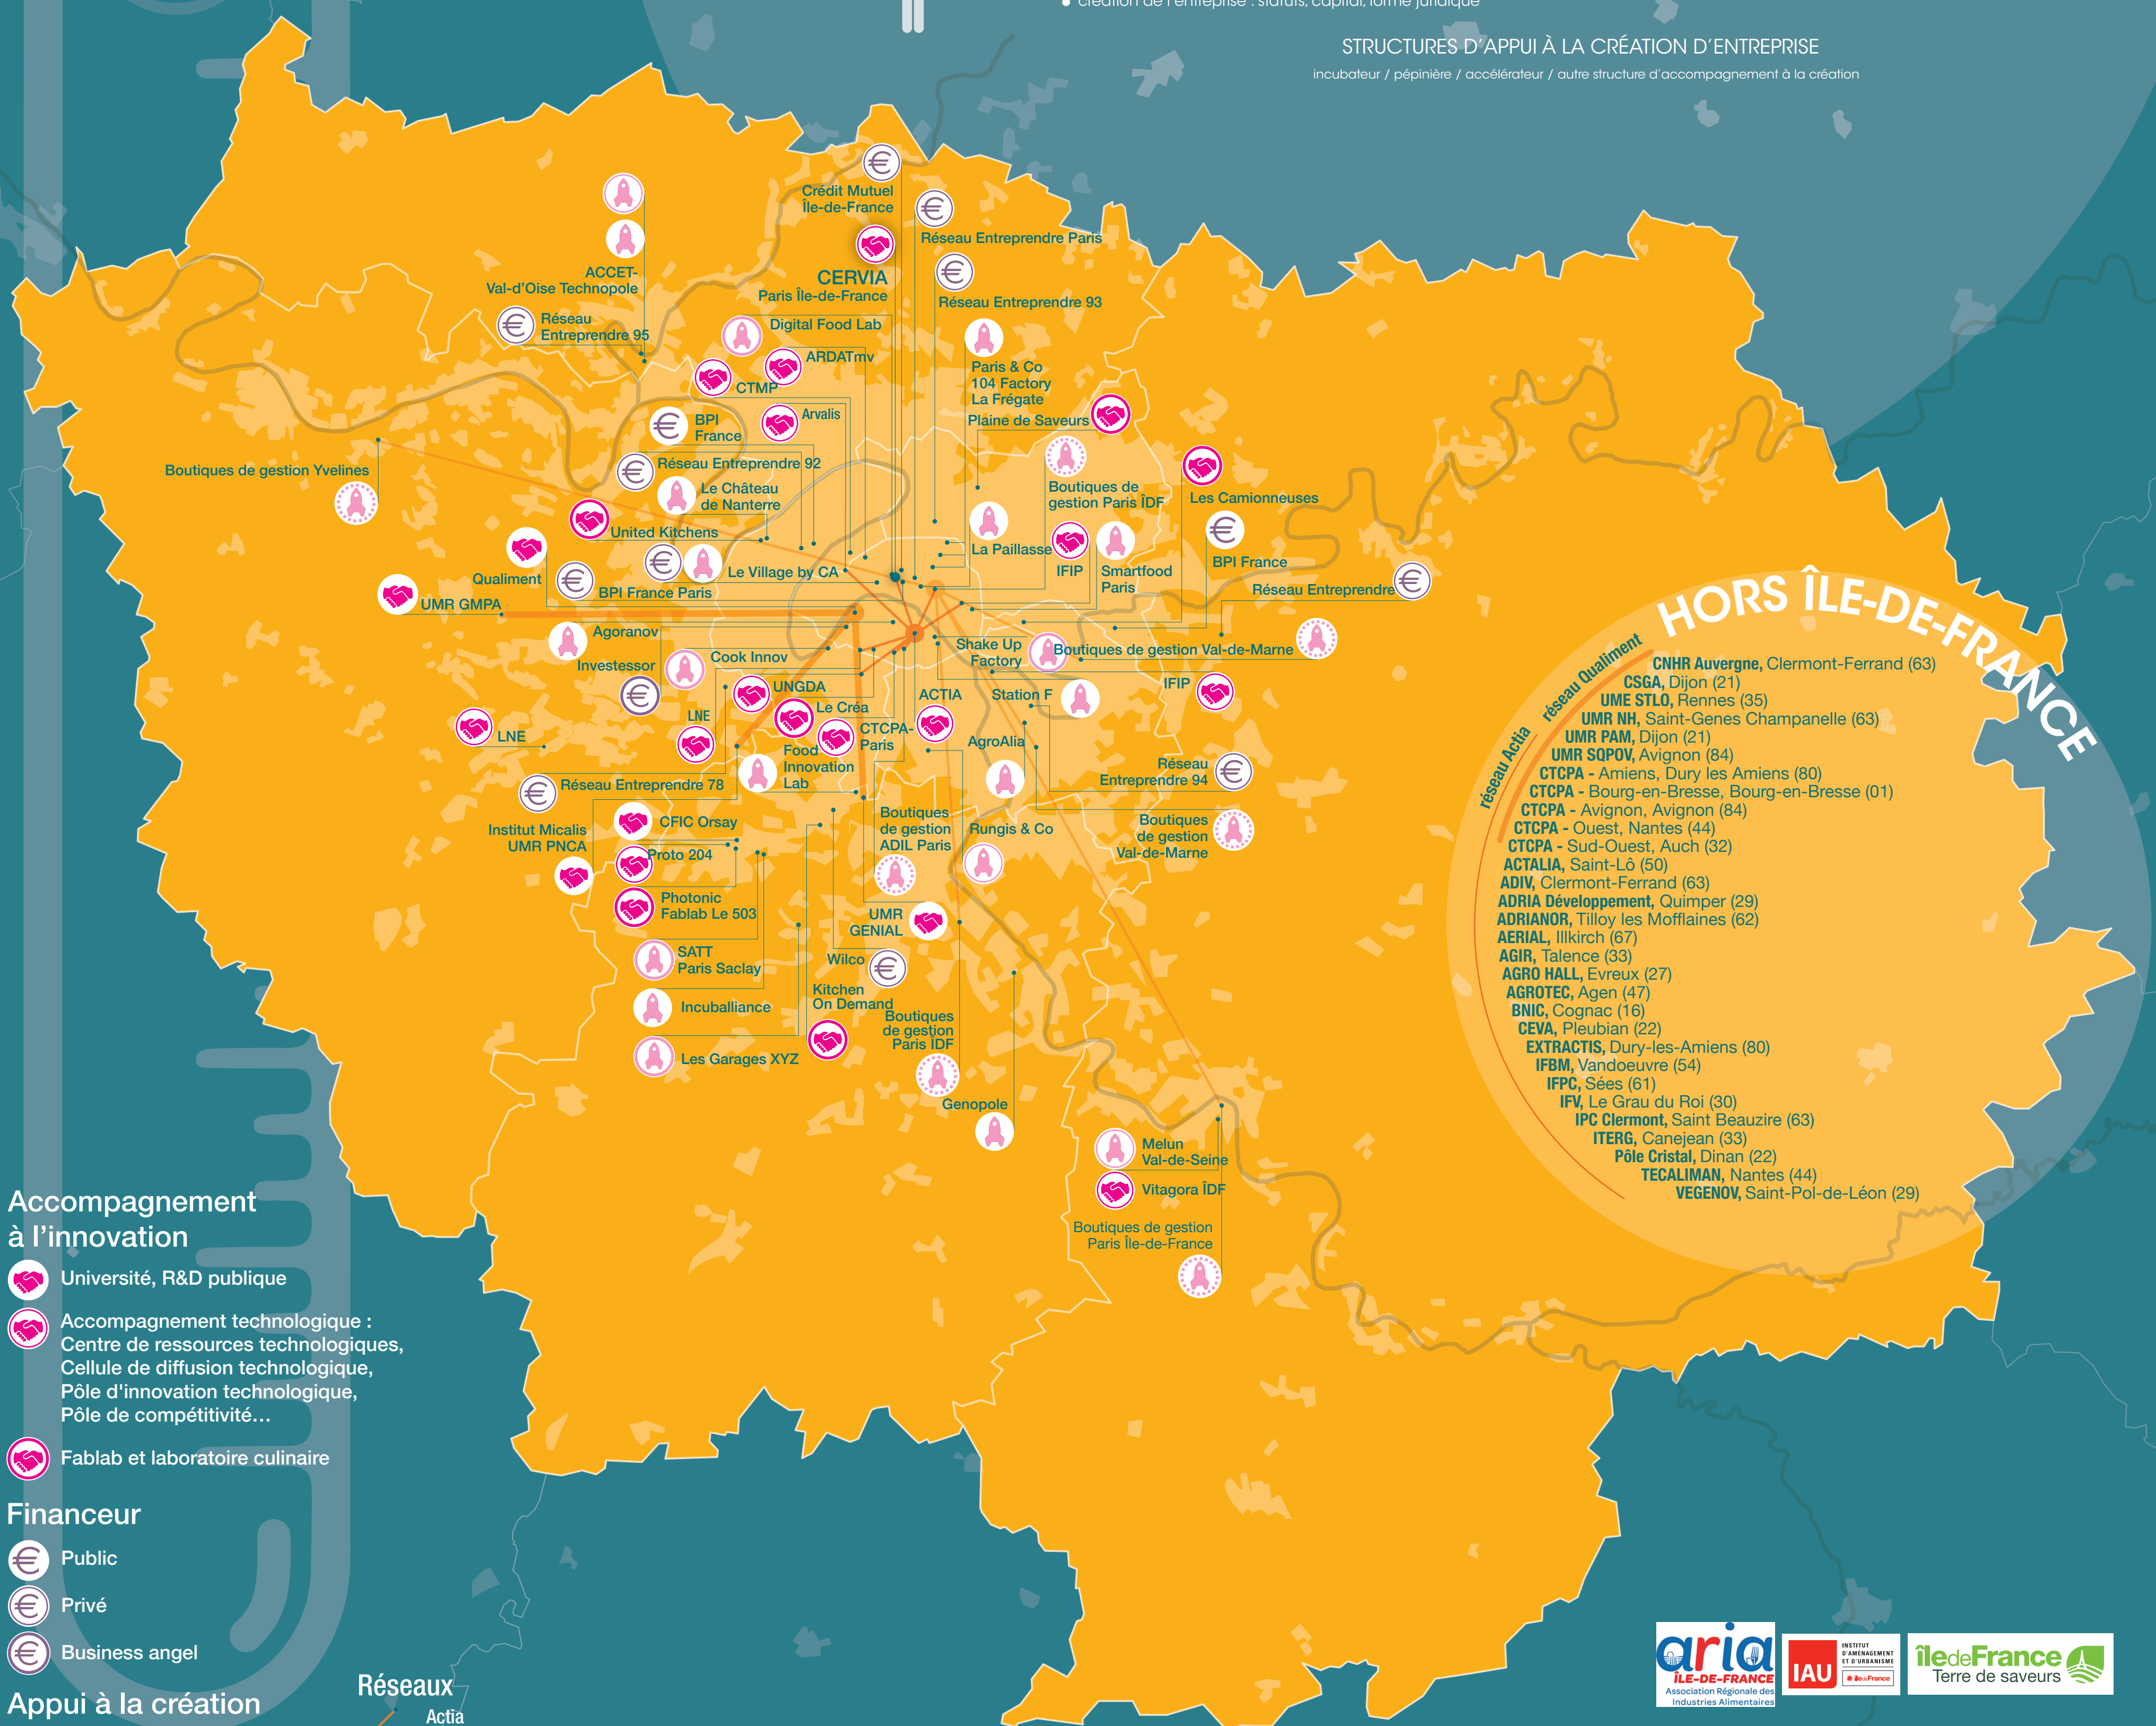 création de l'entreprise : statuts, capital, forme juridique
STRUCTURES D'APPUI À LA CRÉATION D'ENTREPRISE
incubateur / pépinière / accélérateur / autre structure d'accompagnement à la création
Crédit Mutuel
Île-de-France
Réseau Entreprendre Paris
CERVIA
Paris Île-de-France
Réseau Entreprendre 93
ACCET-
Val-d'Oise Technopole
Réseau
Entreprendre 95
Digital Food Lab
ARDATmv
CTMP
Paris & Co
104 Factory
La Frégate
Plaine de Saveurs
Arvalis
BPI
France
Réseau Entreprendre 92
Boutiques de gestion Yvelines
Le Château
de Nanterre
Boutiques de
gestion Paris ÎDF
Les Camionneuses
United Kitchens
La Paillasse
IFIP
Smartfood
Paris
BPI France
Qualiment
Le Village by CA
BPI France Paris
Réseau Entreprendre
UMR GMPA
Agoranov
Shake Up
Factory
Boutiques de gestion Val-de-Marne
Investessor
Cook Innov
UNGDA
ACTIA
Station F
IFIP
Le Créa
LNE
LNE
CTCPA-
Paris
AgroAlia
Food
Innovation
Lab
Réseau
Entreprendre 94
Réseau Entreprendre 78
CFIC Orsay
Boutiques
de gestion
ADIL Paris
Rungis & Co
Boutiques
de gestion
Val-de-Marne
Institut Micalis
UMR PNCA
Proto 204
Photonic
Fablab Le 503
UMR
GENIAL
SATT
Paris Saclay
Wilco
Kitchen
On Demand
Incuballiance
Boutiques
de gestion
Paris ÎDF
Les Garages XYZ
Genopole
Melun
Val-de-Seine
Vitagora ÎDF
Boutiques de gestion
Paris Île-de-France
HORS ÎLE-DE-FRANCE
réseau Qualiment
réseau Actia
CNHR Auvergne, Clermont-Ferrand (63)
CSGA, Dijon (21)
UME STLO, Rennes (35)
UMR NH, Saint-Genes Champanelle (63)
UMR PAM, Dijon (21)
UMR SQPOV, Avignon (84)
CTCPA - Amiens, Dury les Amiens (80)
CTCPA - Bourg-en-Bresse, Bourg-en-Bresse (01)
CTCPA - Avignon, Avignon (84)
CTCPA - Ouest, Nantes (44)
CTCPA - Sud-Ouest, Auch (32)
ACTALIA, Saint-Lô (50)
ADIV, Clermont-Ferrand (63)
ADRIA Développement, Quimper (29)
ADRIANOR, Tilloy les Mofflaines (62)
AERIAL, Illkirch (67)
AGIR, Talence (33)
AGRO HALL, Evreux (27)
AGROTEC, Agen (47)
BNIC, Cognac (16)
CEVA, Pleubian (22)
EXTRACTIS, Dury-les-Amiens (80)
IFBM, Vandoeuvre (54)
IFPC, Sées (61)
IFV, Le Grau du Roi (30)
IPC Clermont, Saint Beauzire (63)
ITERG, Canejean (33)
Pôle Cristal, Dinan (22)
TECALIMAN, Nantes (44)
VEGENOV, Saint-Pol-de-Léon (29)
Accompagnement
à l'innovation
Université, R&D publique
Accompagnement technologique :
Centre de ressources technologiques,
Cellule de diffusion technologique,
Pôle d'innovation technologique,
Pôle de compétitivité…
Fablab et laboratoire culinaire
Financeur
Public
Privé
Business angel
Appui à la création
Réseaux
Actia
aria
ÎLE-DE-FRANCE
Association Régionale des
Industries Alimentaires
IAU
INSTITUT
D'AMÉNAGEMENT
ET D'URBANISME
îledeFrance
îledeFrance
Terre de saveurs